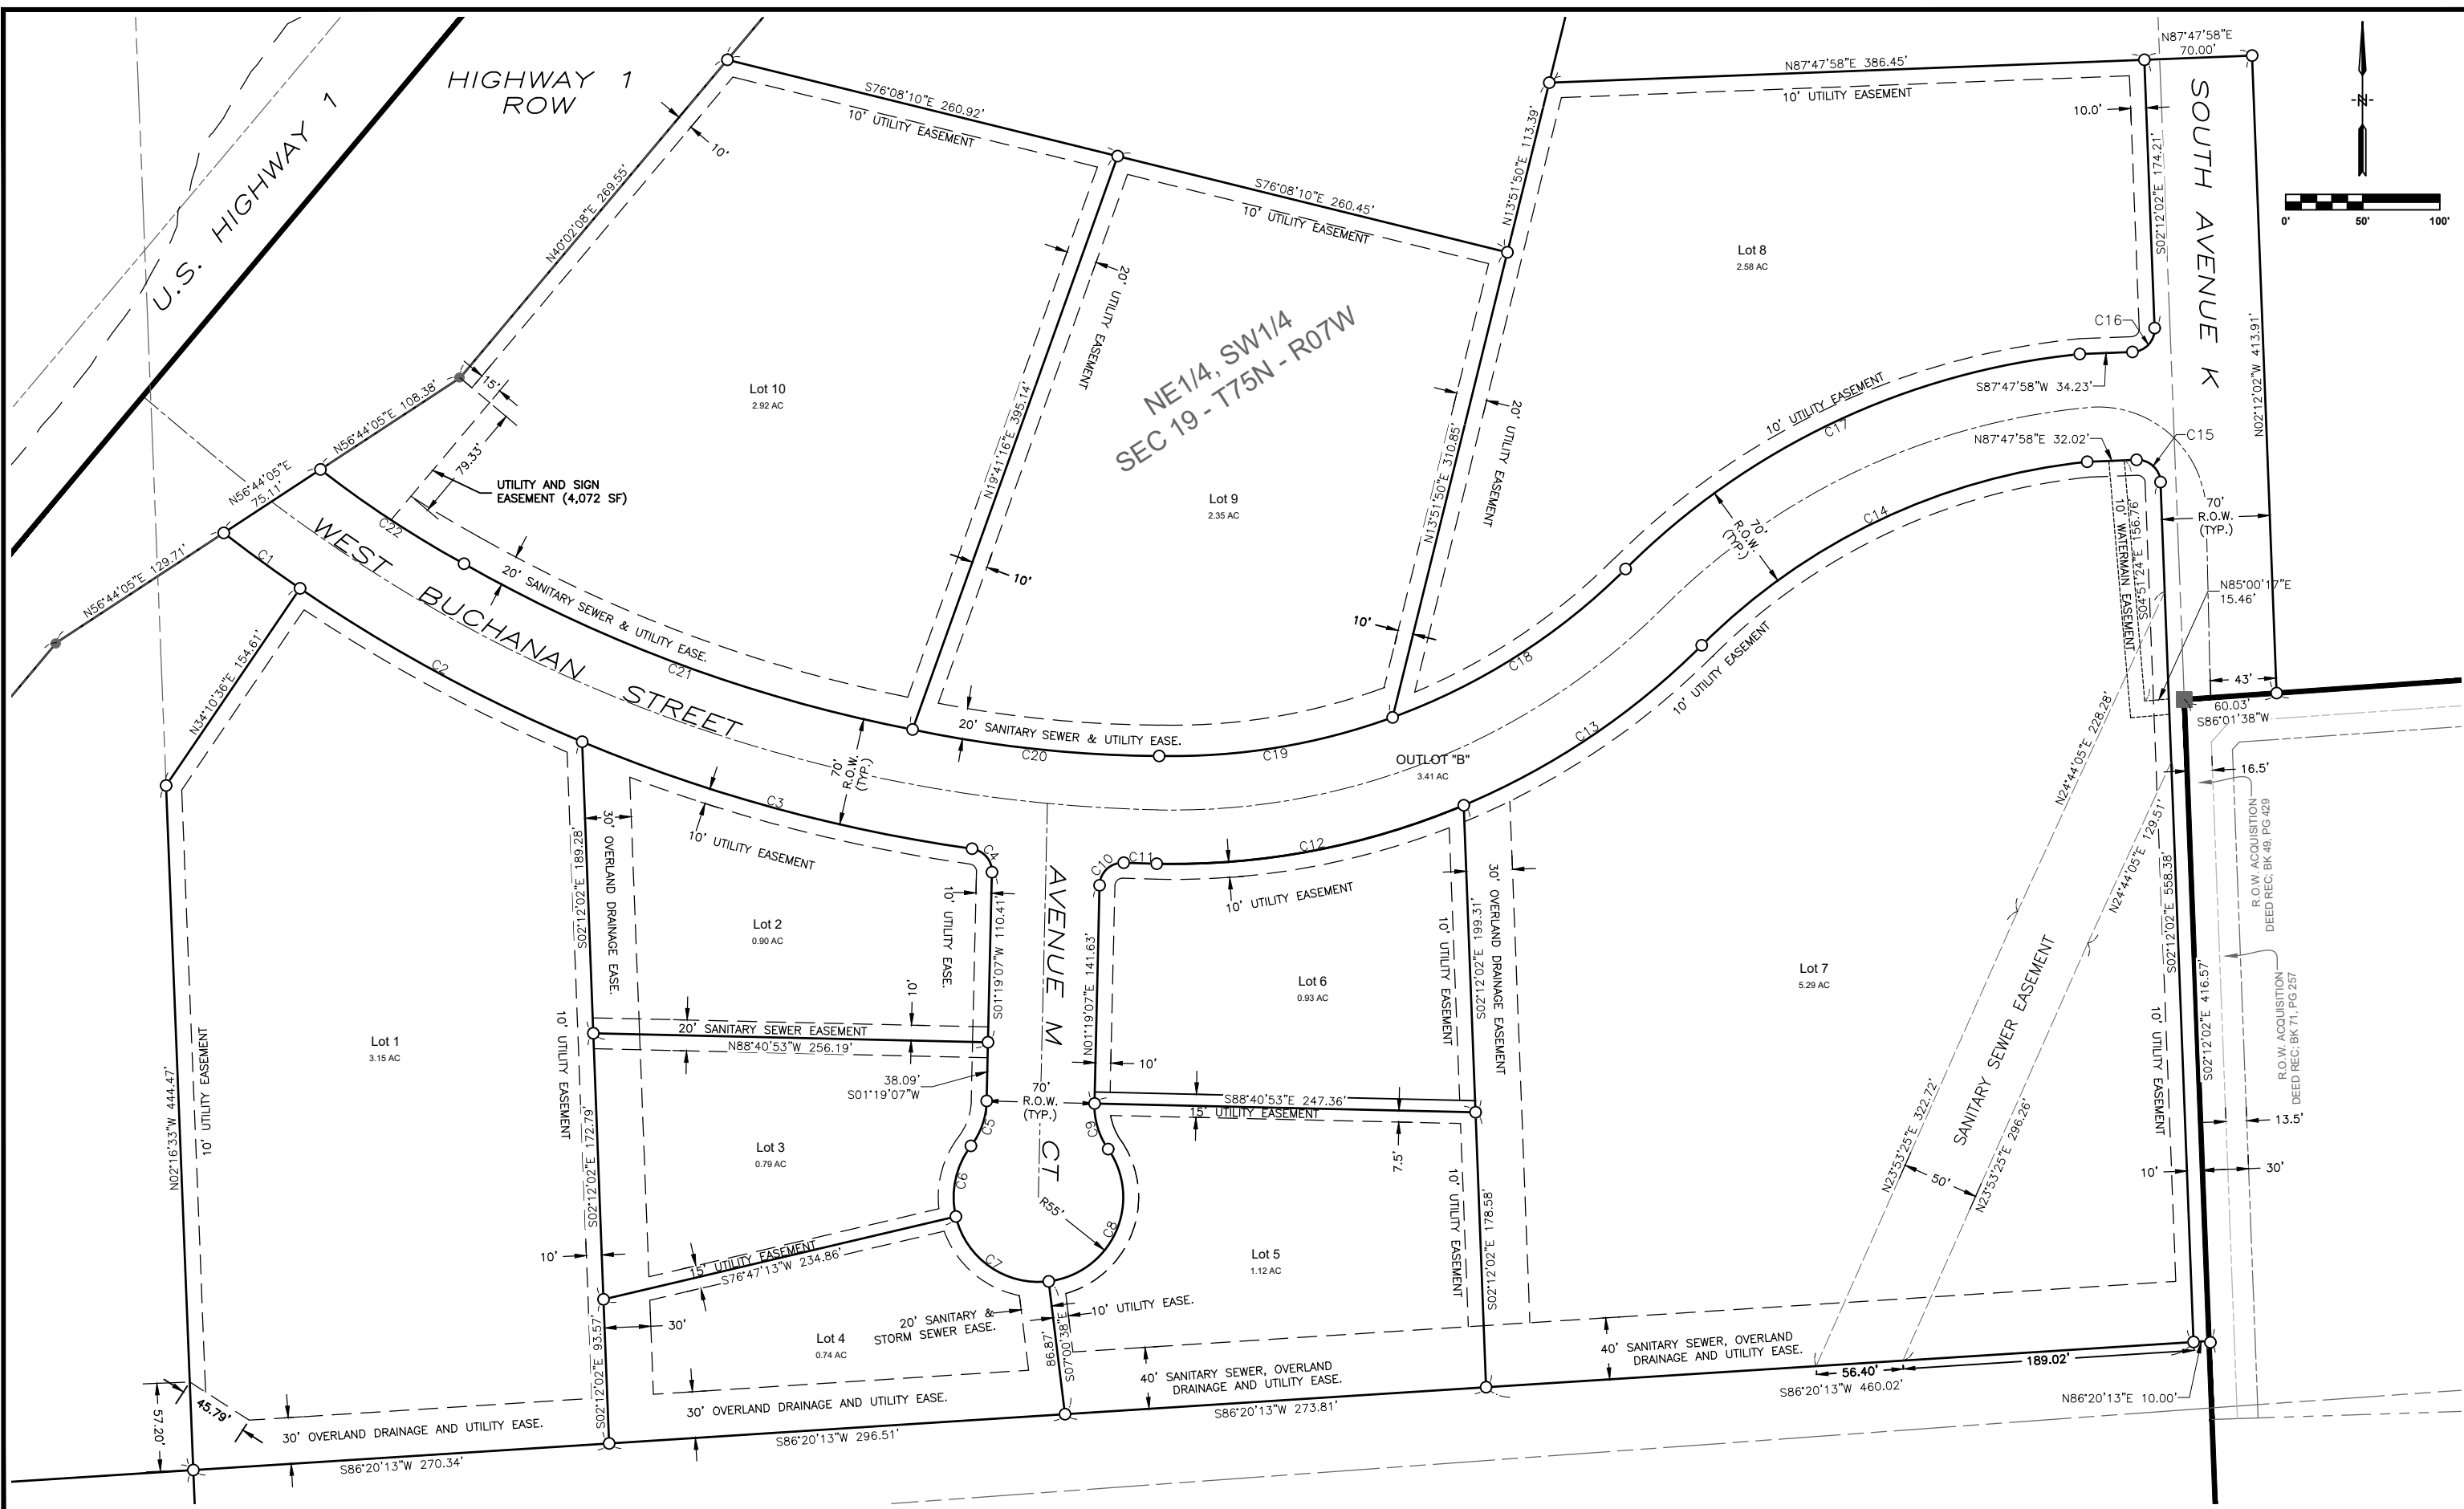 HIGHWAY 1
ROW
U.S. HIGHWAY 1
N87°47'58"E
70.00'
N87°47'58"E 386.45'
10' UTILITY EASEMENT
10.0'
S02°12'02"E 174.21'
SOUTH AVENUE K
-N-
0'
50'
100'
S76°08'10"E 260.92'
10' UTILITY EASEMENT
10'
N40°02'08"E 269.55'
S76°08'10"E 260.45'
10' UTILITY EASEMENT
N13°51'50"E 113.39'
Lot 8
2.58 AC
20' UTILITY EASEMENT
NE1/4, SW1/4
SEC 19 - T75N - R07W
C16
S87°47'58"W 34.23'
N02°12'02"W 413.91'
Lot 10
2.92 AC
N19°41'16"E 395.14'
15'
79.33'
N56°44'05"E 108.38'
UTILITY AND SIGN
EASEMENT (4,072 SF)
N56°44'05"E
75.11'
C22
C1
N56°44'05"E 129.71'
Lot 9
2.35 AC
N13°51'50"E 310.85'
20' UTILITY EASEMENT
10' UTILITY EASEMENT
C17
N87°47'58"E 32.02'
C15
C14
70'
R.O.W.
(TYP.)
70'
R.O.W.
(TYP.)
10' WATERMAIN EASEMENT
S04°51'24"E 156.76'
N85°00'17"E
15.46'
WEST BUCHANAN STREET
20' SANITARY SEWER & UTILITY EASE.
C21
10'
10'
C18
10' UTILITY EASEMENT
C13
43'
60.03'
S86°01'38"W
N34°10'36"E 154.61'
C2
20' SANITARY SEWER & UTILITY EASE.
C20
C19
70'
R.O.W.
(TYP.)
OUTLOT "B"
3.41 AC
16.5'
R.O.W. ACQUISITION
DEED REC; BK 49, PG 429
N24°44'05"E 228.28'
N24°44'05"E 129.51'
S02°12'02"E 558.38'
C3
10' UTILITY EASEMENT
S02°12'02"E 189.28'
30' OVERLAND DRAINAGE EASE.
C4
C10
C11
C12
10' UTILITY EASEMENT
Lot 2
0.90 AC
10' UTILITY EASE.
S01°19'07"W 110.41'
AVENUE M CT
N01°19'07"E 141.63'
Lot 6
0.93 AC
10' UTILITY EASEMENT
S02°12'02"E 199.31'
30' OVERLAND DRAINAGE EASEMENT
Lot 7
5.29 AC
SANITARY SEWER EASEMENT
10'
20' SANITARY SEWER EASEMENT
N88°40'53"W 256.19'
Lot 1
3.15 AC
10' UTILITY EASEMENT
10' UTILITY EASEMENT
N02°16'33"W 444.47'
38.09'
S01°19'07"W
70'
R.O.W.
(TYP.)
10'
S88°40'53"E 247.36'
15' UTILITY EASEMENT
7.5'
10' UTILITY EASEMENT
S02°12'02"E 416.57'
R.O.W. ACQUISITION
DEED REC; BK 71, PG 257
13.5'
30'
10'
C5
C9
Lot 3
0.79 AC
S02°12'02"E 172.79'
C6
R55'
C8
C7
N23°53'25"E 322.72'
50'
N23°53'25"E 296.26'
10'
15' UTILITY EASEMENT
S76°47'13"W 234.86'
Lot 5
1.12 AC
10' UTILITY EASEMENT
S02°12'02"E 178.58'
30'
Lot 4
0.74 AC
20' SANITARY &
STORM SEWER EASE.
10' UTILITY EASE.
86.87'
S07°00'38"E
S02°12'02"E 93.57'
40' SANITARY SEWER, OVERLAND
DRAINAGE AND UTILITY EASE.
40' SANITARY SEWER, OVERLAND
DRAINAGE AND UTILITY EASE.
56.40'
189.02'
S86°20'13"W 460.02'
N86°20'13"E 10.00'
45.79'
57.20'
30' OVERLAND DRAINAGE AND UTILITY EASE.
30' OVERLAND DRAINAGE AND UTILITY EASE.
S86°20'13"W 273.81'
S86°20'13"W 296.51'
S86°20'13"W 270.34'